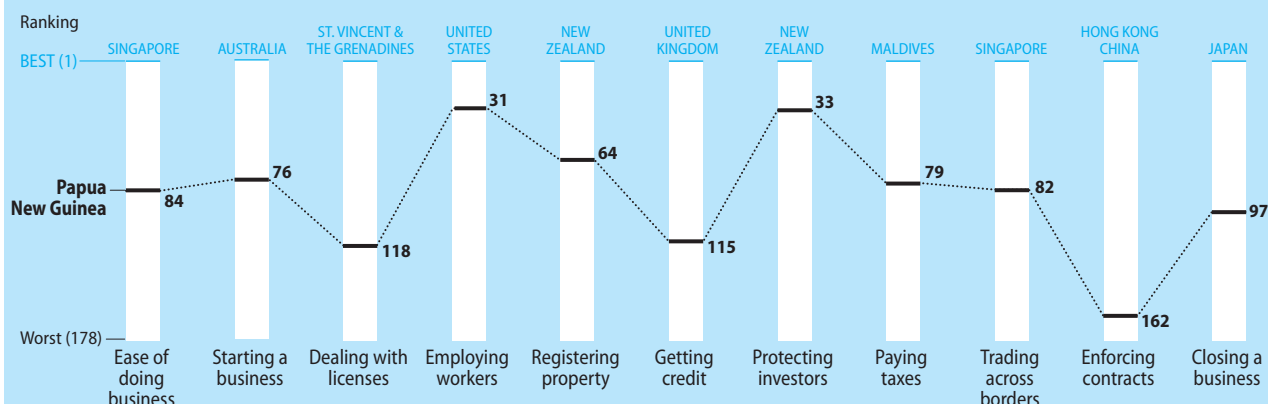 Ranking
SINGAPORE
AUSTRALIA
ST. VINCENT &
THE GRENADINES
UNITED
STATES
NEW
ZEALAND
UNITED
KINGDOM
NEW
ZEALAND
MALDIVES
SINGAPORE
HONG KONG
CHINA
JAPAN
BEST (1)
31
33
64
76
79
Papua
New Guinea
84
82
97
118
115
162
Worst (178)
Ease of
doing
business
Starting a
business
Dealing with
licenses
Employing
workers
Registering
property
Getting
credit
Protecting
investors
Paying
taxes
Trading
across
borders
Enforcing
contracts
Closing a
business